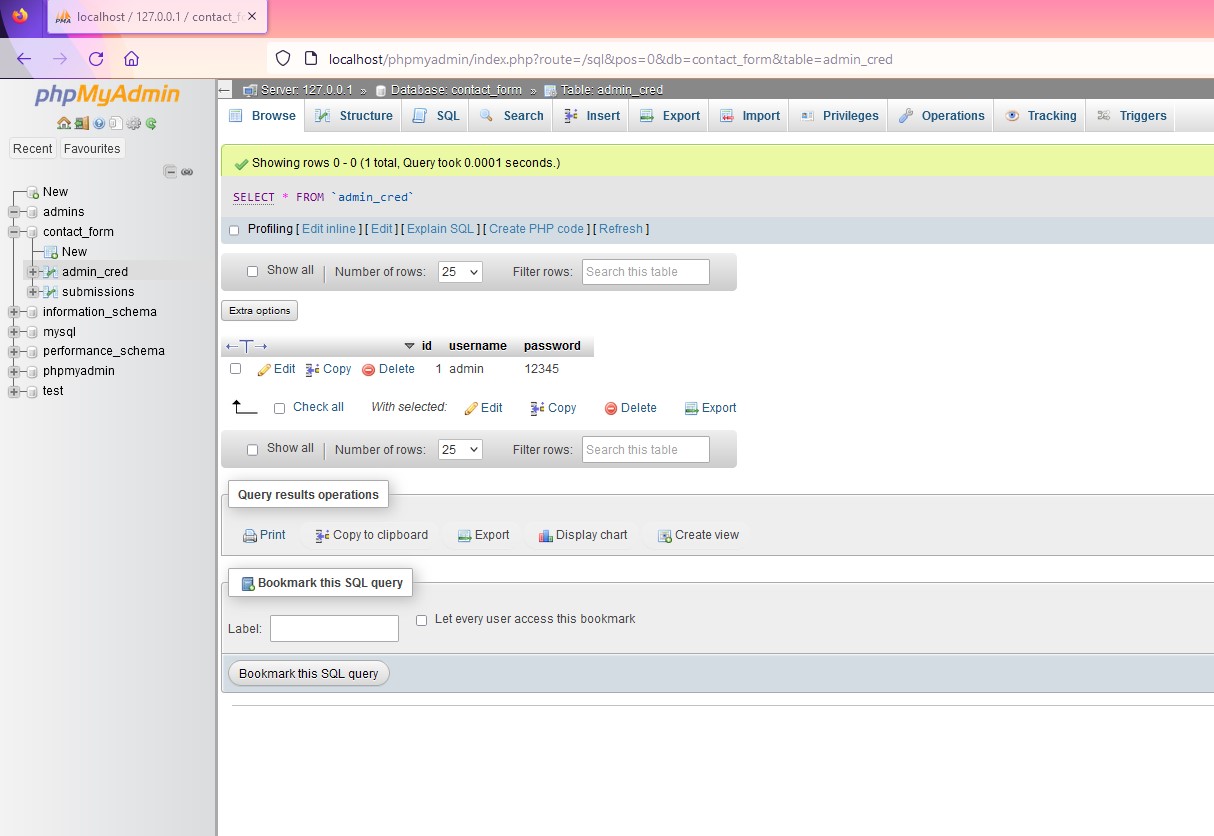 localhost / 127.0.0.1 / contact_f
localhost/phpmyadmin/index.php?route=/sql&pos=0&db=contact_form&table=admin_cred
phpMyAdmin
Recent Favourites
New
admins
contact_form
New
admin_cred
submissions
information_schema
mysql
performance_schema
phpmyadmin
test
Server: 127.0.0.1 » Database: contact_form » Table: admin_cred
Browse Structure SQL Search Insert Export Import Privileges Operations Tracking Triggers
Showing rows 0 - 0 (1 total, Query took 0.0001 seconds.)
SELECT * FROM `admin_cred`
Profiling [ Edit inline ] [ Edit ] [ Explain SQL ] [ Create PHP code ] [ Refresh ]
Show all | Number of rows: 25 Filter rows: Search this table
Extra options
←T→ id username password
Edit Copy Delete 1 admin 12345
Check all With selected: Edit Copy Delete Export
Show all | Number of rows: 25 Filter rows: Search this table
Query results operations
Print Copy to clipboard Export Display chart Create view
Bookmark this SQL query
Label: Let every user access this bookmark
Bookmark this SQL query